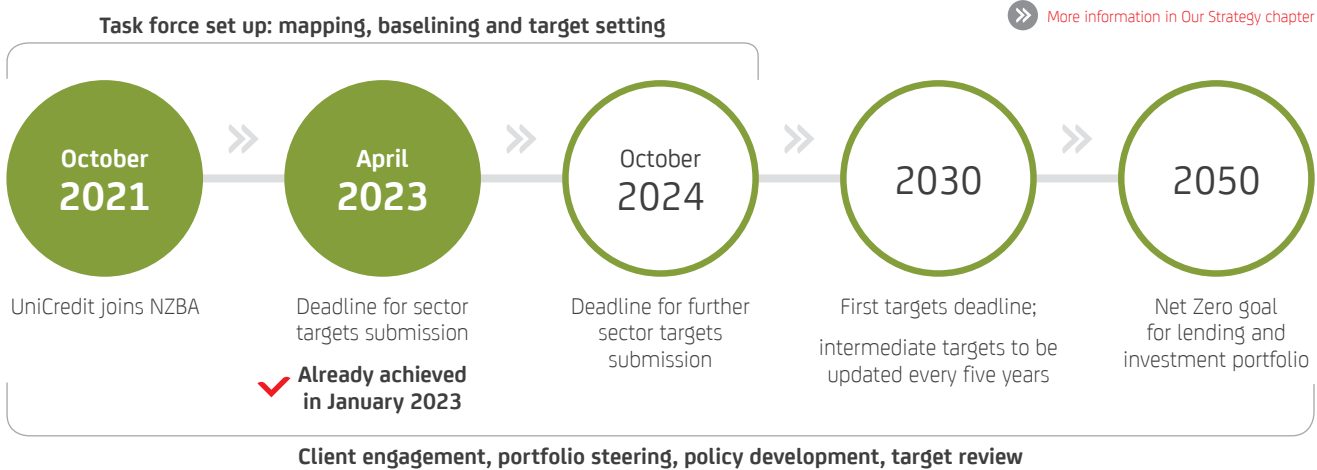 Task force set up: mapping, baselining and target setting
More information in Our Strategy chapter
October
2021
April
2023
October
2024
2030
2050
UniCredit joins NZBA
Deadline for sector
targets submission
Already achieved
in January 2023
Deadline for further
sector targets
submission
First targets deadline;
intermediate targets to be
updated every five years
Net Zero goal
for lending and
investment portfolio
Client engagement, portfolio steering, policy development, target review